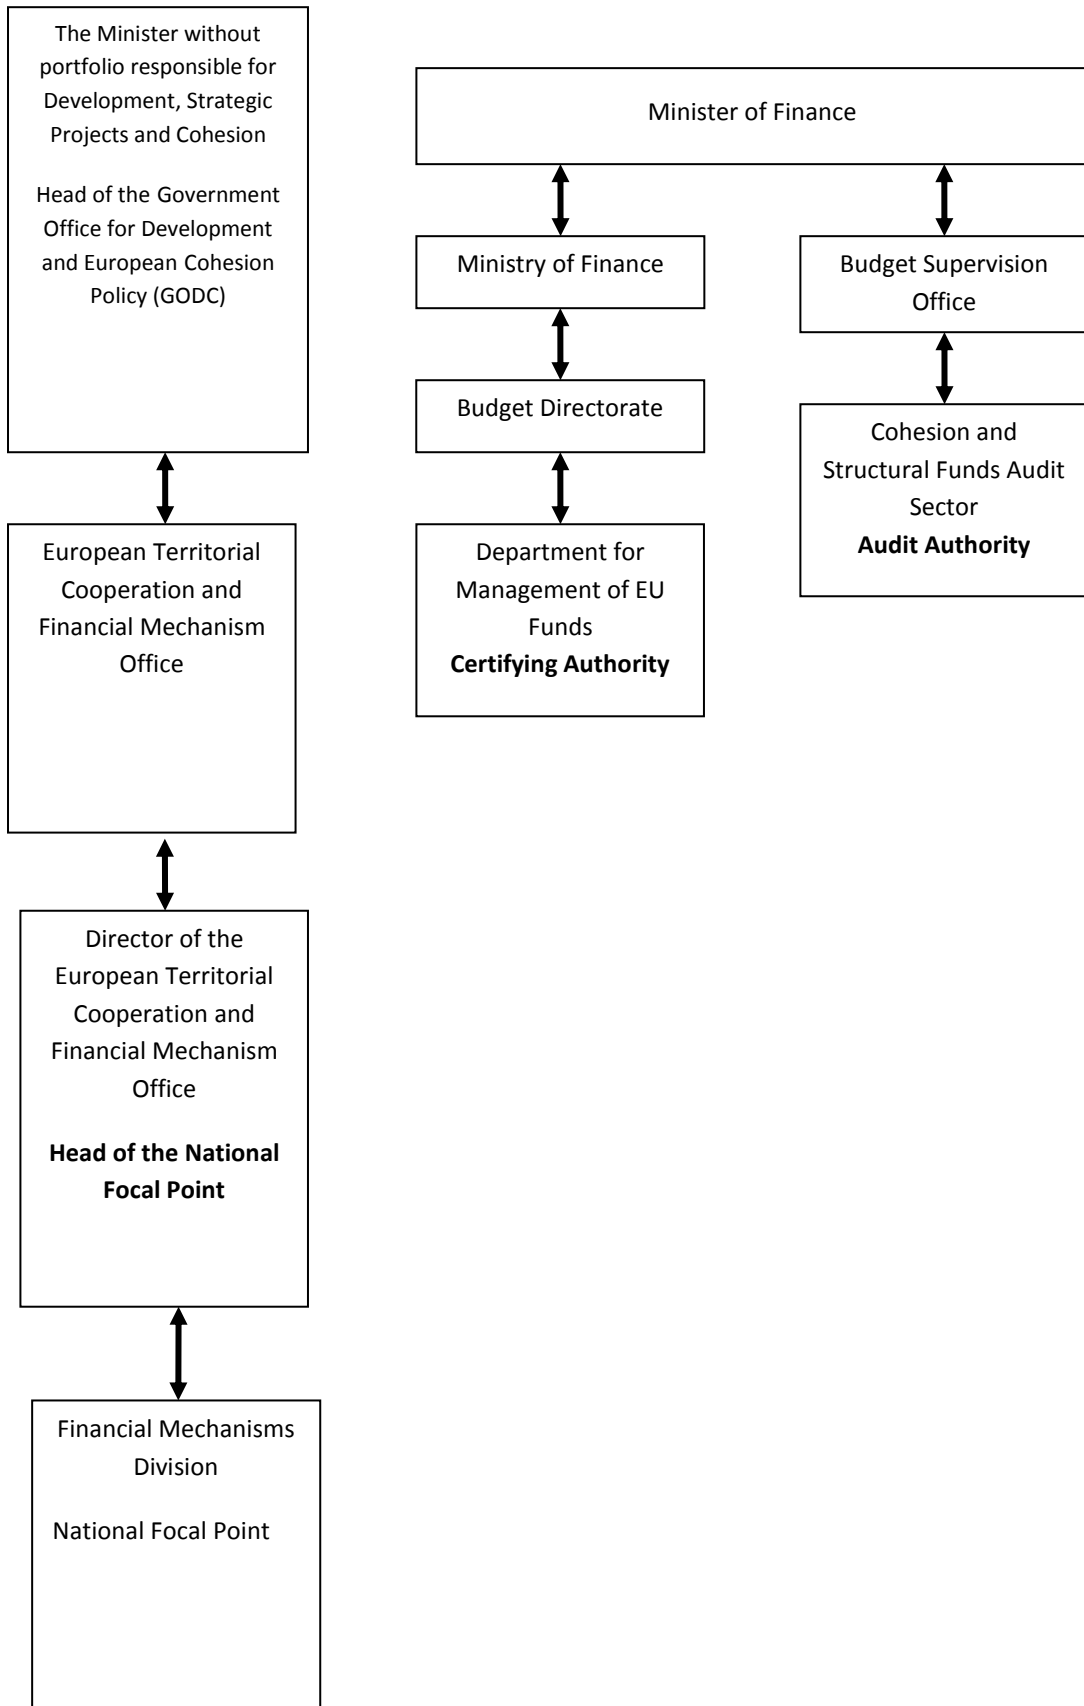 The Minister without
portfolio responsible for
Development, Strategic
Projects and Cohesion
Head of the Government
Office for Development
and European Cohesion
Policy (GODC)
European Territorial
Cooperation and
Financial Mechanism
Office
Director of the
European Territorial
Cooperation and
Financial Mechanism
Office
Head of the National
Focal Point
Financial Mechanisms
Division
National Focal Point
Minister of Finance
Ministry of Finance
Budget Directorate
Department for
Management of EU
Funds
Certifying Authority
Budget Supervision
Office
Cohesion and
Structural Funds Audit
Sector
Audit Authority